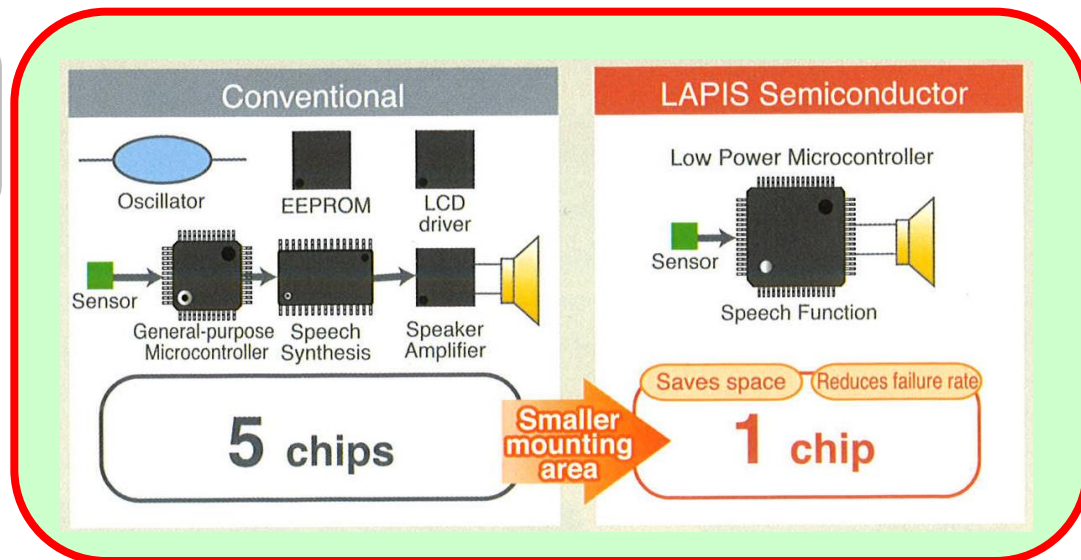 Conventional
Oscillator
EEPROM
LCD
driver
Sensor
General-purpose
Microcontroller
Speech
Synthesis
Speaker
Amplifier
5 chips
Smaller
mounting
area
LAPIS Semiconductor
Low Power Microcontroller
Sensor
Speech Function
Saves space
Reduces failure rate
1 chip